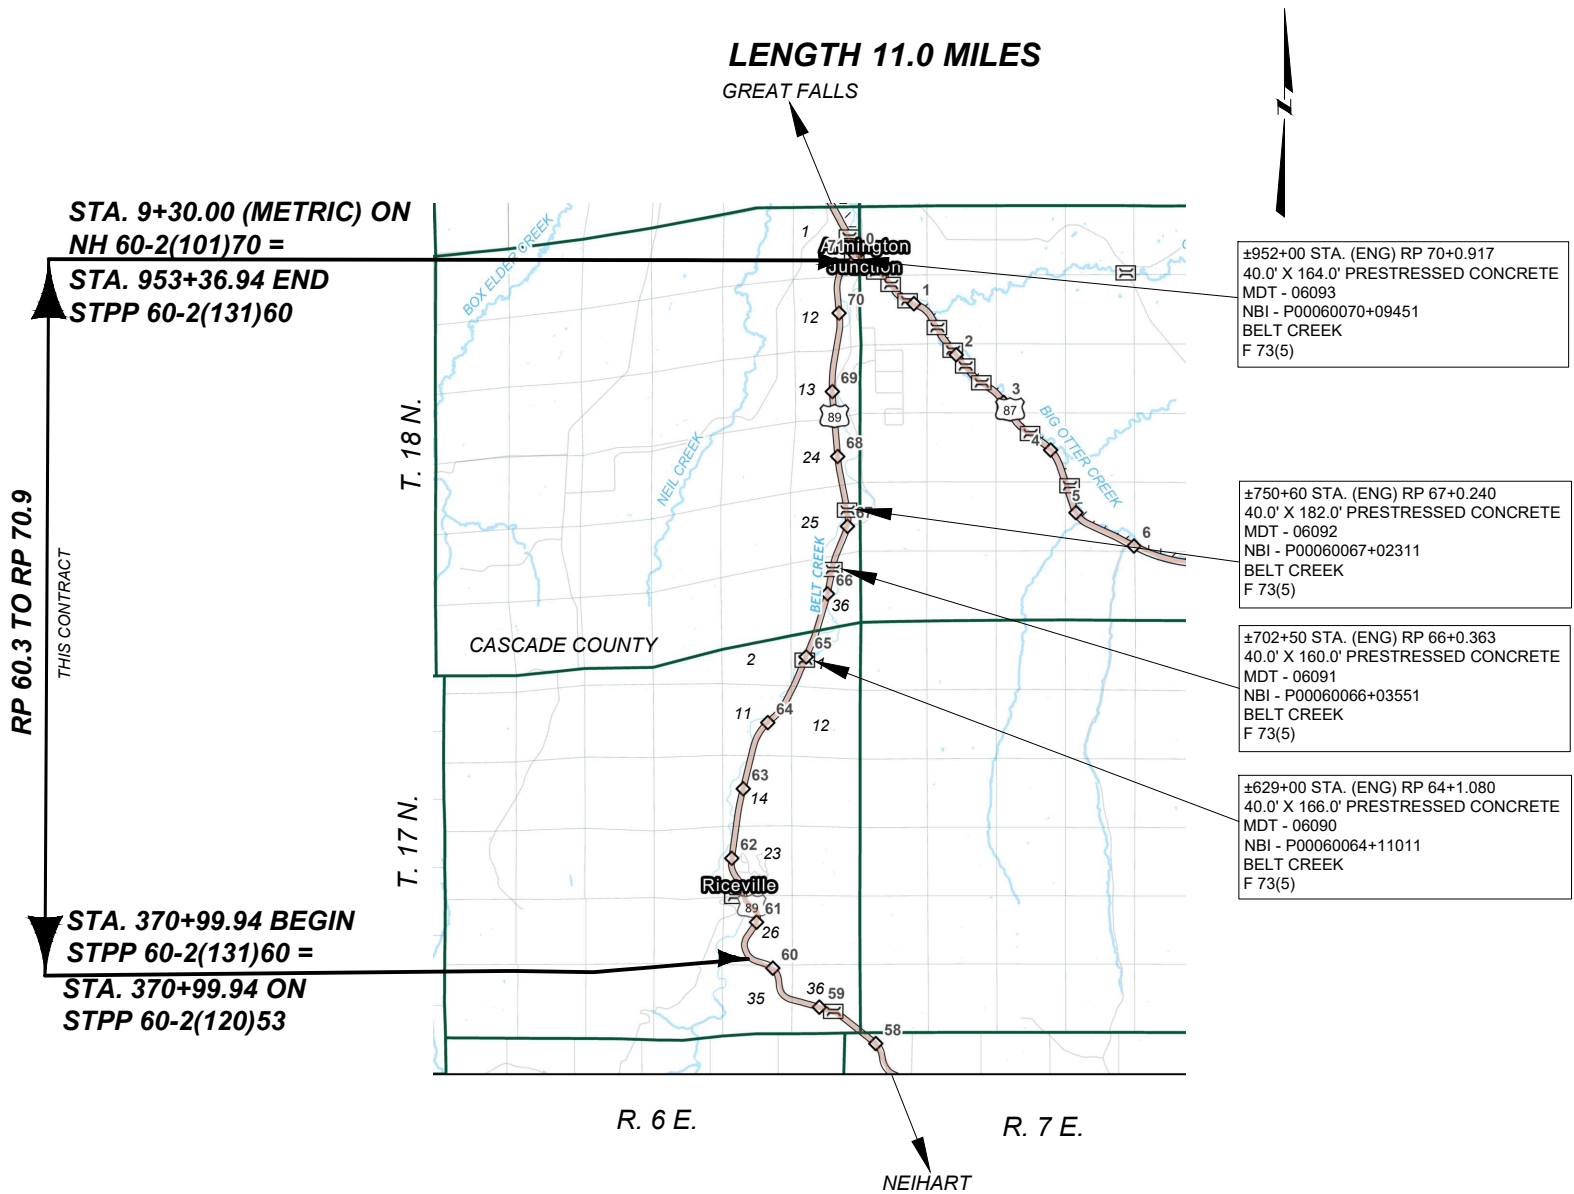 LENGTH 11.0 MILES
GREAT FALLS
STA. 9+30.00 (METRIC) ON
NH 60-2(101)70 =
STA. 953+36.94 END
STPP 60-2(131)60
RP 60.3 TO RP 70.9
THIS CONTRACT
STA. 370+99.94 BEGIN
STPP 60-2(131)60 =
STA. 370+99.94 ON
STPP 60-2(120)53
T. 18 N.
T. 17 N.
BOX ELDER CREEK
NEIL CREEK
BELT CREEK
BIG OTTER CREEK
CASCADE COUNTY
1
71
0
Armington
Junction
70
1
12
2
69
13
3
89
87
68
4
24
67
5
25
6
66
36
65
2
1
64
11
12
63
14
62
23
Riceville
89
61
26
60
35
36
59
58
R. 6 E.
R. 7 E.
NEIHART
N
±952+00 STA. (ENG) RP 70+0.917
40.0' X 164.0' PRESTRESSED CONCRETE
MDT - 06093
NBI - P00060070+09451
BELT CREEK
F 73(5)
±750+60 STA. (ENG) RP 67+0.240
40.0' X 182.0' PRESTRESSED CONCRETE
MDT - 06092
NBI - P00060067+02311
BELT CREEK
F 73(5)
±702+50 STA. (ENG) RP 66+0.363
40.0' X 160.0' PRESTRESSED CONCRETE
MDT - 06091
NBI - P00060066+03551
BELT CREEK
F 73(5)
±629+00 STA. (ENG) RP 64+1.080
40.0' X 166.0' PRESTRESSED CONCRETE
MDT - 06090
NBI - P00060064+11011
BELT CREEK
F 73(5)